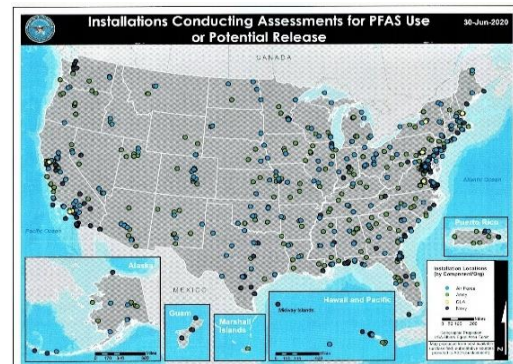 Installations Conducting Assessments for PFAS Use
or Potential Release
30-Jun-2020
CANADA
Pacific Ocean
Atlantic Ocean
MEXICO
Alaska
Guam
Marshall
Islands
Hawaii and Pacific
Midway Islands
Puerto Rico
Installation Locations
(by Component/Org)
Air Force
Army
DLA
Navy